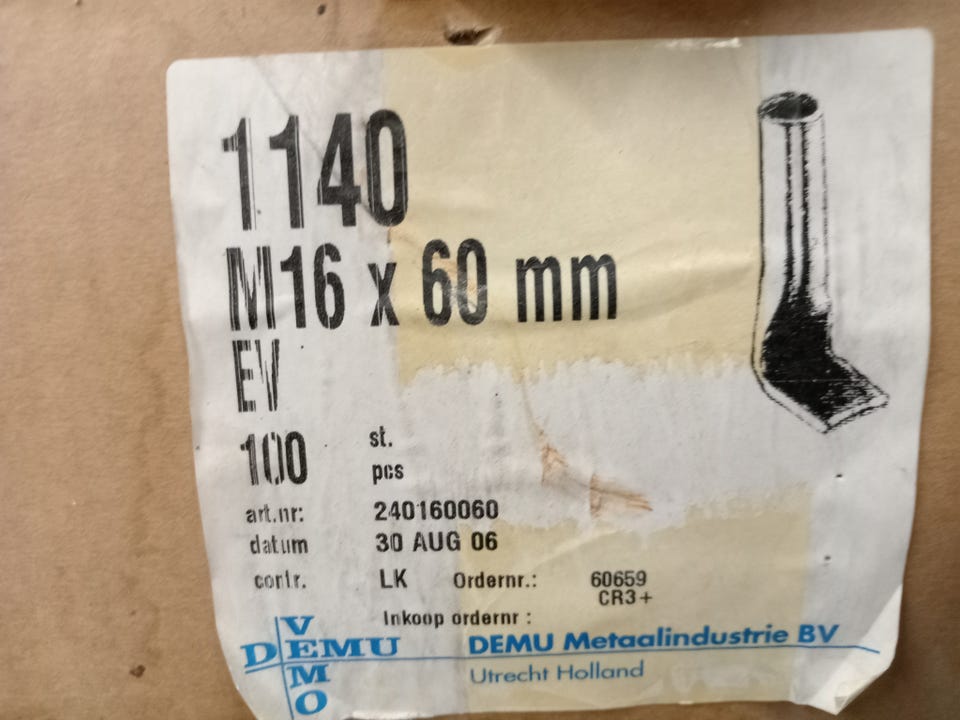 1140
M16 x 60 mm
EV
100 st.
pcs
art.nr: 240160060
datum 30 AUG 06
contr. LK Ordernr.: 60659
CR3+
Inkoop ordernr :
DEMU VEMO DEMU Metaalindustrie BV
Utrecht Holland